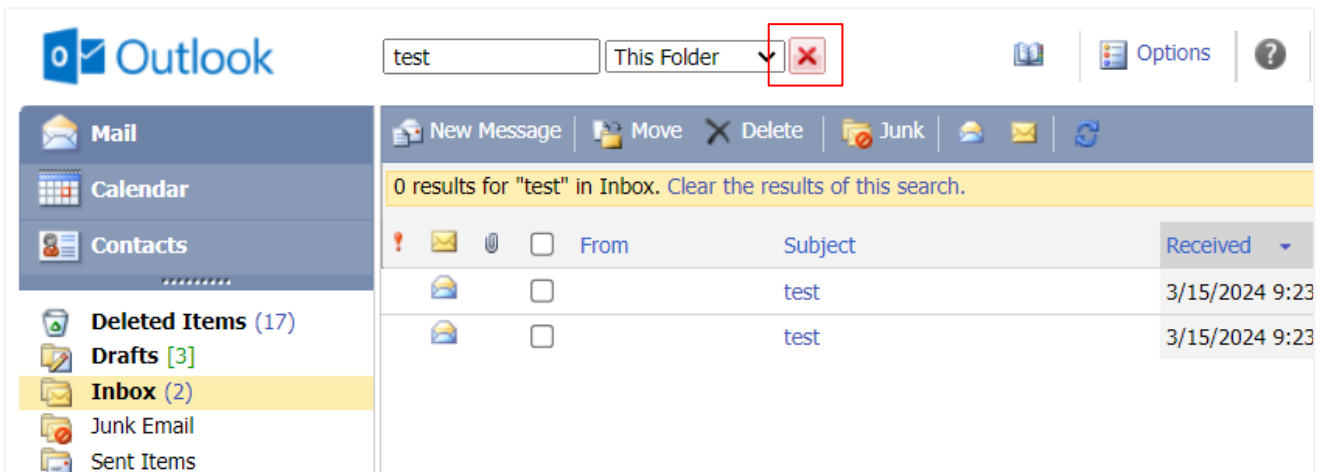 Outlook
test This Folder Options
Mail
Calendar
Contacts
New Message Move Delete Junk
0 results for "test" in Inbox. Clear the results of this search.
From Subject Received
test 3/15/2024 9:23
test 3/15/2024 9:23
Deleted Items (17)
Drafts [3]
Inbox (2)
Junk Email
Sent Items